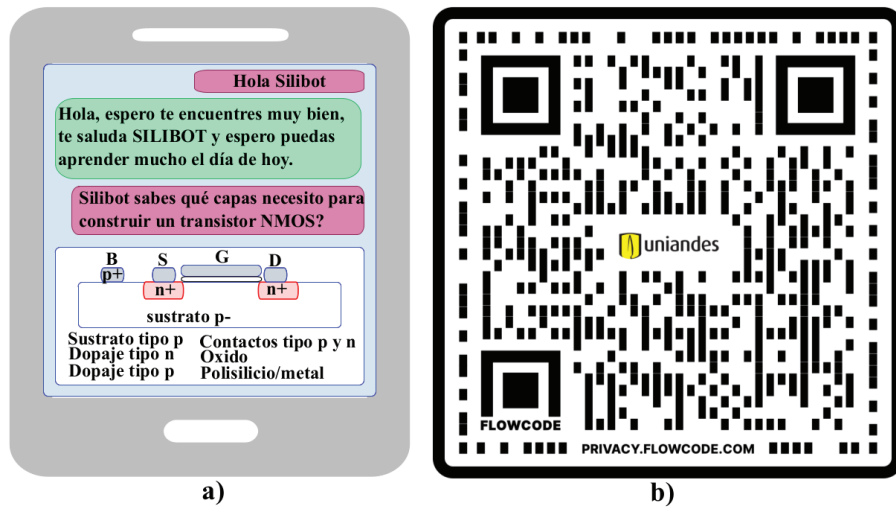 Hola Silibot
Hola, espero te encuentres muy bien,
te saluda SILIBOT y espero puedas
aprender mucho el día de hoy.
Silibot sabes qué capas necesito para
construir un transistor NMOS?
B S G D
p+
n+ n+
sustrato p-
Sustrato tipo p
Dopaje tipo n
Dopaje tipo p
Contactos tipo p y n
Oxido
Polisilicio/metal
a)
uniandes
FLOWCODE
PRIVACY.FLOWCODE.COM
b)